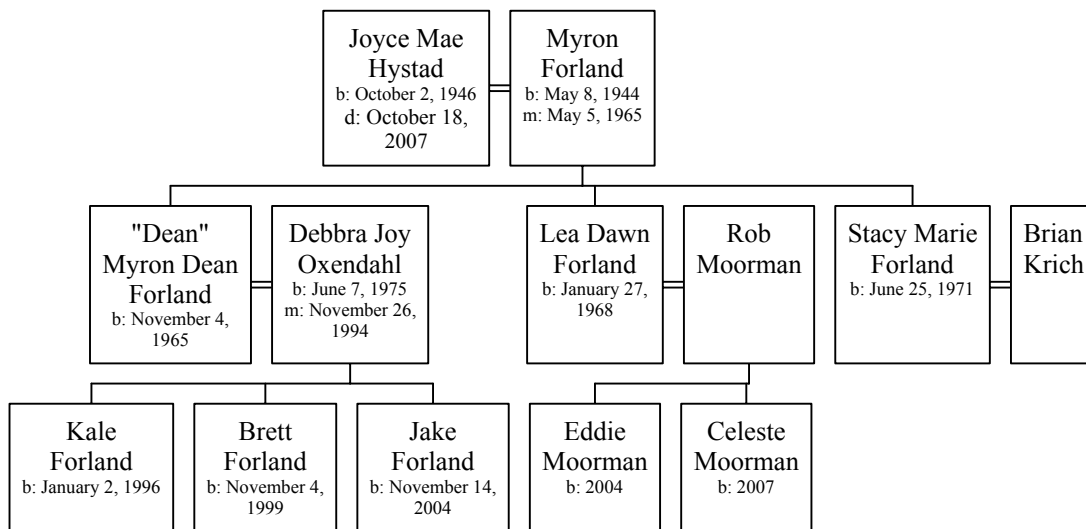 Joyce Mae
Hystad
b: October 2, 1946
d: October 18,
2007
Myron
Forland
b: May 8, 1944
m: May 5, 1965
"Dean"
Myron Dean
Forland
b: November 4,
1965
Debbra Joy
Oxendahl
b: June 7, 1975
m: November 26,
1994
Lea Dawn
Forland
b: January 27,
1968
Rob
Moorman
Stacy Marie
Forland
b: June 25, 1971
Brian
Krich
Kale
Forland
b: January 2, 1996
Brett
Forland
b: November 4,
1999
Jake
Forland
b: November 14,
2004
Eddie
Moorman
b: 2004
Celeste
Moorman
b: 2007